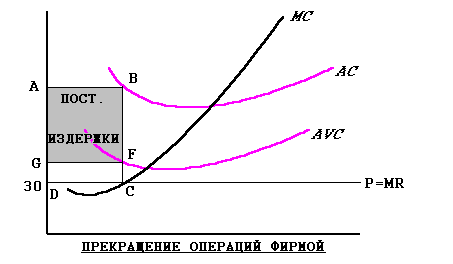 MC
A
B
AC
ПОСТ.
ИЗДЕРЖКИ
AVC
G
F
30
D
C
P=MR
ПРЕКРАЩЕНИЕ ОПЕРАЦИЙ ФИРМОЙ